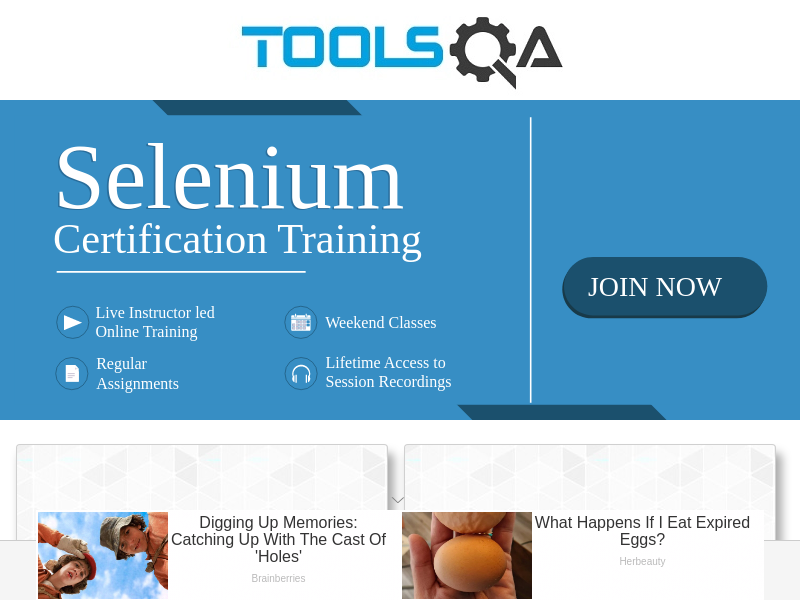 TOOLSQA
Selenium
Certification Training
JOIN NOW
Live Instructor led
Online Training
Weekend Classes
Regular
Assignments
Lifetime Access to
Session Recordings
Digging Up Memories:
Catching Up With The Cast Of
'Holes'
Brainberries
What Happens If I Eat Expired
Eggs?
Herbeauty